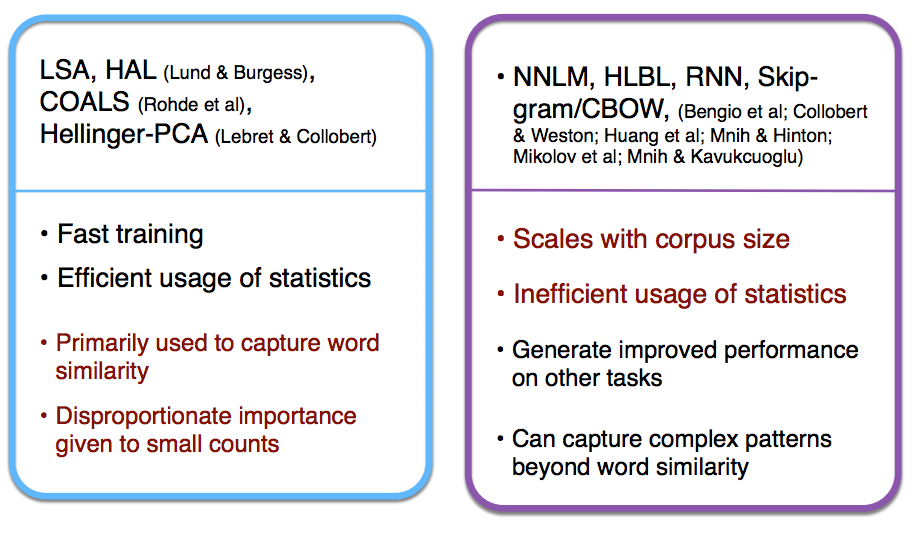 LSA, HAL (Lund & Burgess),
COALS (Rohde et al),
Hellinger-PCA (Lebret & Collobert)
• Fast training
• Efficient usage of statistics
• Primarily used to capture word
similarity
• Disproportionate importance
given to small counts
• NNLM, HLBL, RNN, Skip-
gram/CBOW, (Bengio et al; Collobert
& Weston; Huang et al; Mnih & Hinton;
Mikolov et al; Mnih & Kavukcuoglu)
• Scales with corpus size
• Inefficient usage of statistics
• Generate improved performance
on other tasks
• Can capture complex patterns
beyond word similarity